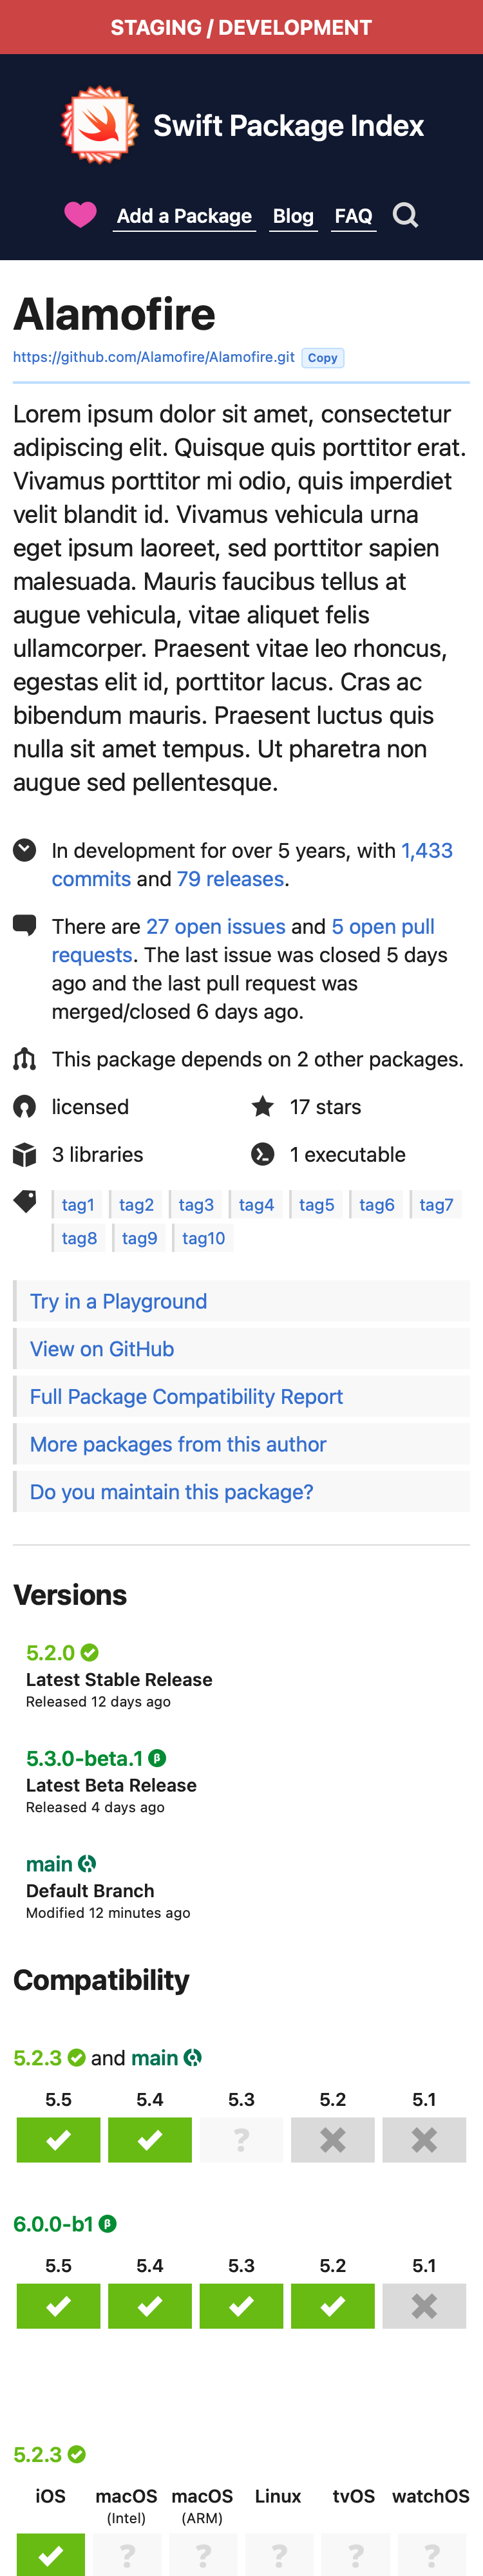 STAGING / DEVELOPMENT
Swift Package Index
Add a Package Blog FAQ
Alamofire
https://github.com/Alamofire/Alamofire.git Copy
Lorem ipsum dolor sit amet, consectetur
adipiscing elit. Quisque quis porttitor erat.
Vivamus porttitor mi odio, quis imperdiet
velit blandit id. Vivamus vehicula urna
eget ipsum laoreet, sed porttitor sapien
malesuada. Mauris faucibus tellus at
augue vehicula, vitae aliquet felis
ullamcorper. Praesent vitae leo rhoncus,
egestas elit id, porttitor lacus. Cras ac
bibendum mauris. Praesent luctus quis
nulla sit amet tempus. Ut pharetra non
augue sed pellentesque.
In development for over 5 years, with 1,433
commits and 79 releases.
There are 27 open issues and 5 open pull
requests. The last issue was closed 5 days
ago and the last pull request was
merged/closed 6 days ago.
This package depends on 2 other packages.
licensed 17 stars
3 libraries 1 executable
tag1 tag2 tag3 tag4 tag5 tag6 tag7
tag8 tag9 tag10
Try in a Playground
View on GitHub
Full Package Compatibility Report
More packages from this author
Do you maintain this package?
Versions
5.2.0
Latest Stable Release
Released 12 days ago
5.3.0-beta.1 β
Latest Beta Release
Released 4 days ago
main
Default Branch
Modified 12 minutes ago
Compatibility
5.2.3 and main
5.5 5.4 5.3 5.2 5.1
?
6.0.0-b1 β
5.5 5.4 5.3 5.2 5.1
5.2.3
iOS macOS macOS Linux tvOS watchOS
(Intel) (ARM)
? ? ? ? ?